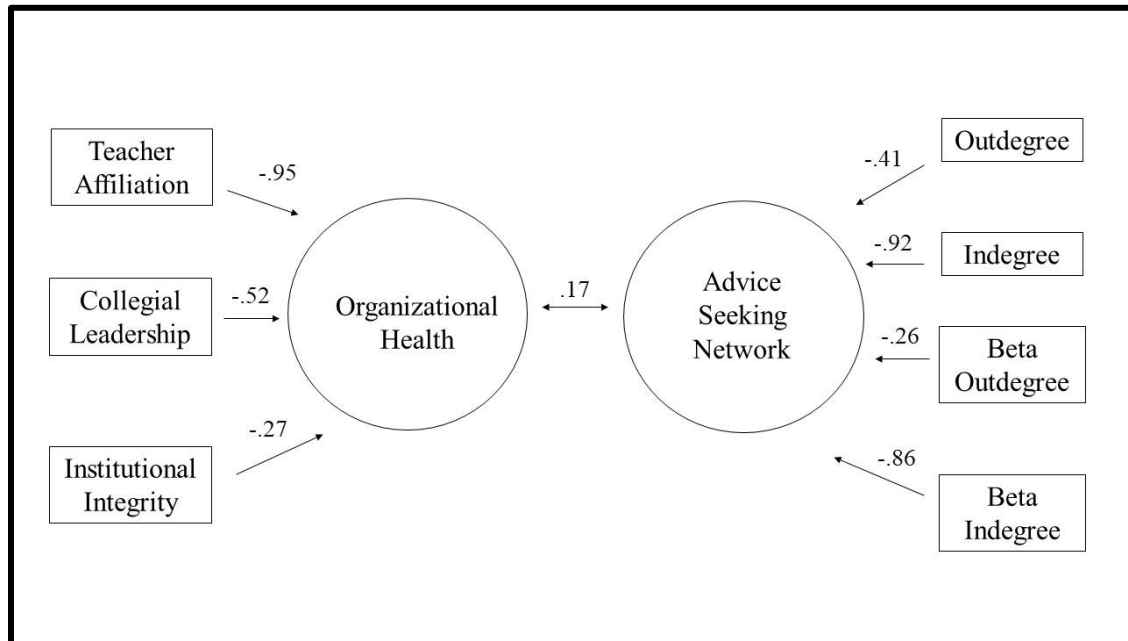 Teacher
Affiliation
-.95
Collegial
Leadership
-.52
Institutional
Integrity
-.27
Organizational
Health
.17
Advice
Seeking
Network
-.41
Outdegree
-.92
Indegree
-.26
Beta
Outdegree
-.86
Beta
Indegree